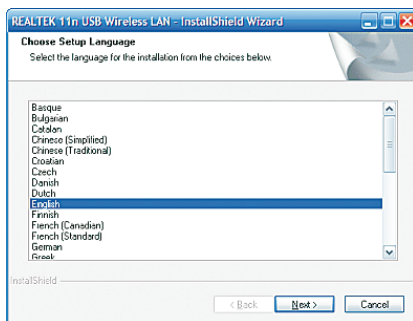 REALTEK 11n USB Wireless LAN - InstallShield Wizard
Choose Setup Language
Select the language for the installation from the choices below.
Basque
Bulgarian
Catalan
Chinese (Simplified)
Chinese (Traditional)
Croatian
Czech
Danish
Dutch
English
Finnish
French (Canadian)
French (Standard)
German
Greek
InstallShield
< Back
Next >
Cancel